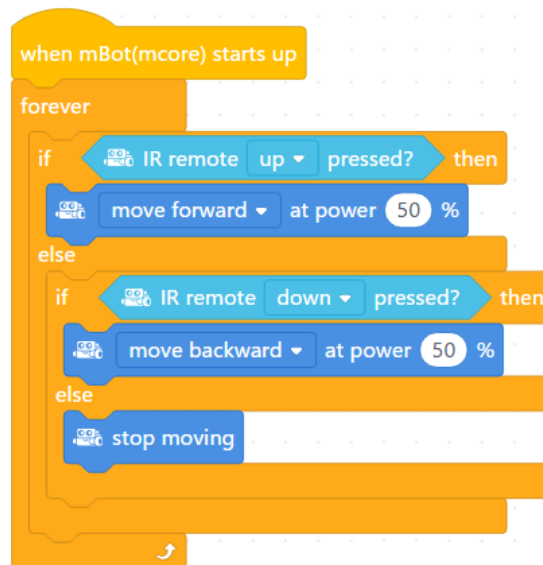 when mBot(mcore) starts up
forever
if IR remote up pressed? then
move forward at power 50 %
else
if IR remote down pressed? then
move backward at power 50 %
else
stop moving